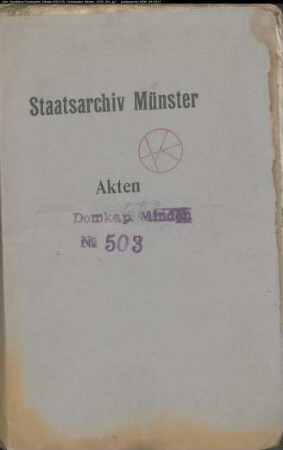 Staatsarchiv Münster
Akten
Domkap. Minden
№ 503